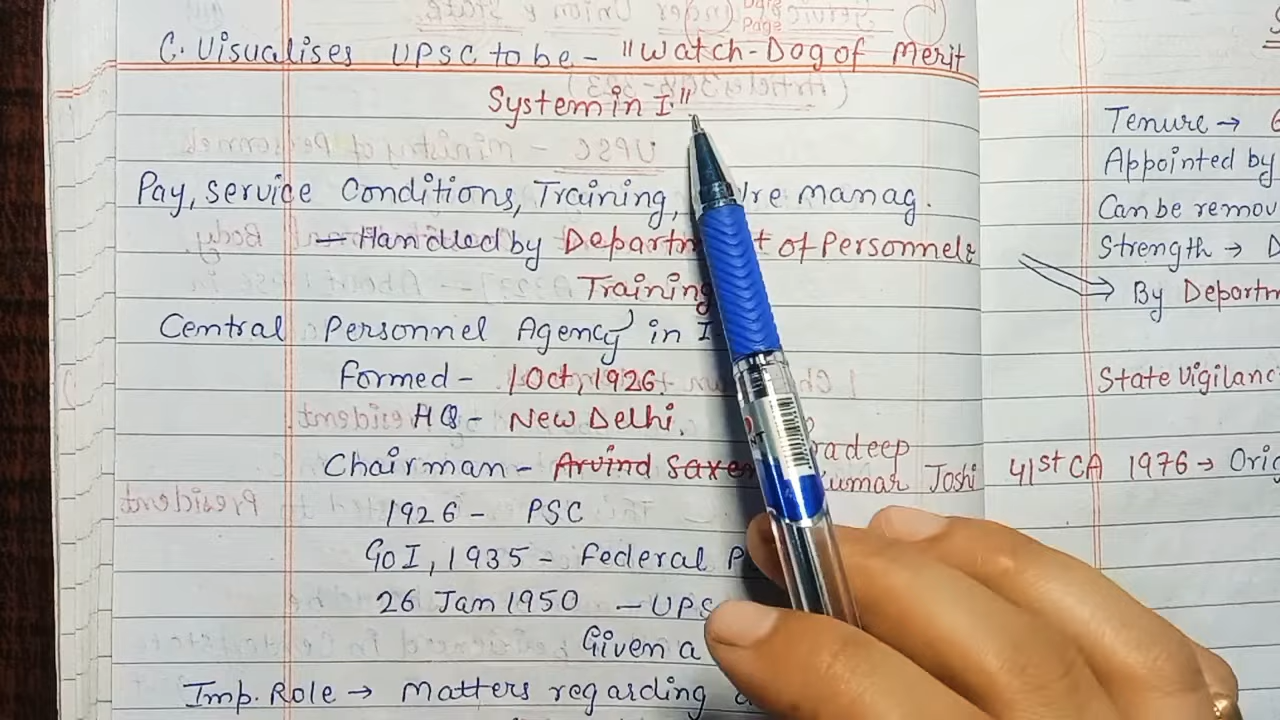 C. Visualises UPSC to be - "Watch-Dog of Merit
System in I"
Pay, service Conditions, Training, manag.
- Handled by Department of Personnel &
Training
Central Personnel Agency in I
Formed - 1 Oct, 1926.
HQ - New Delhi.
Chairman - Arvind Pradeep Kumar Joshi
1926 - PSC
GOI, 1935 - Federal
26 Jan 1950 - UPS
Given a
Imp. Role → Matters regarding
Tenure →
Appointed by
Can be remov
Strength →
By Departm
State Vigilanc
41st CA 1976 → Orig